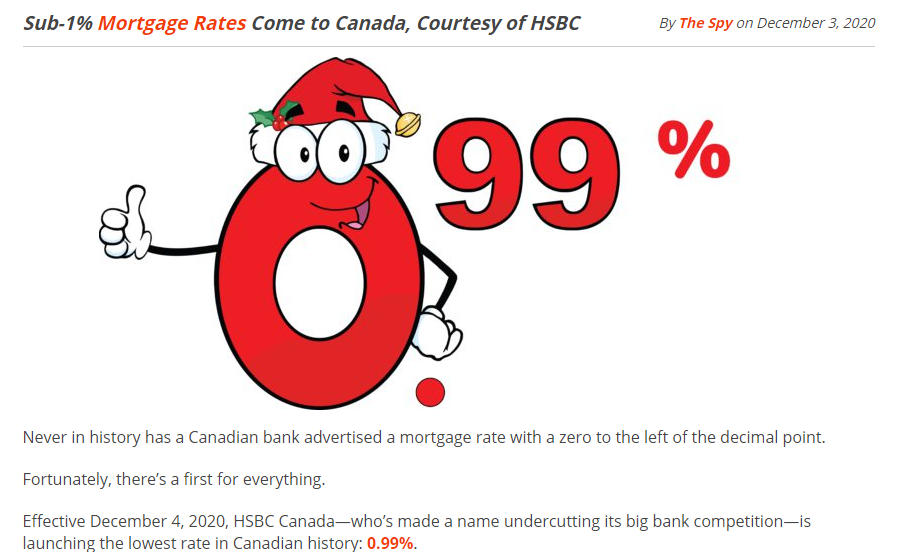 Sub-1% Mortgage Rates Come to Canada, Courtesy of HSBC
By The Spy on December 3, 2020
0.99 %
Never in history has a Canadian bank advertised a mortgage rate with a zero to the left of the decimal point.
Fortunately, there’s a first for everything.
Effective December 4, 2020, HSBC Canada—who’s made a name undercutting its big bank competition—is
launching the lowest rate in Canadian history: 0.99%.